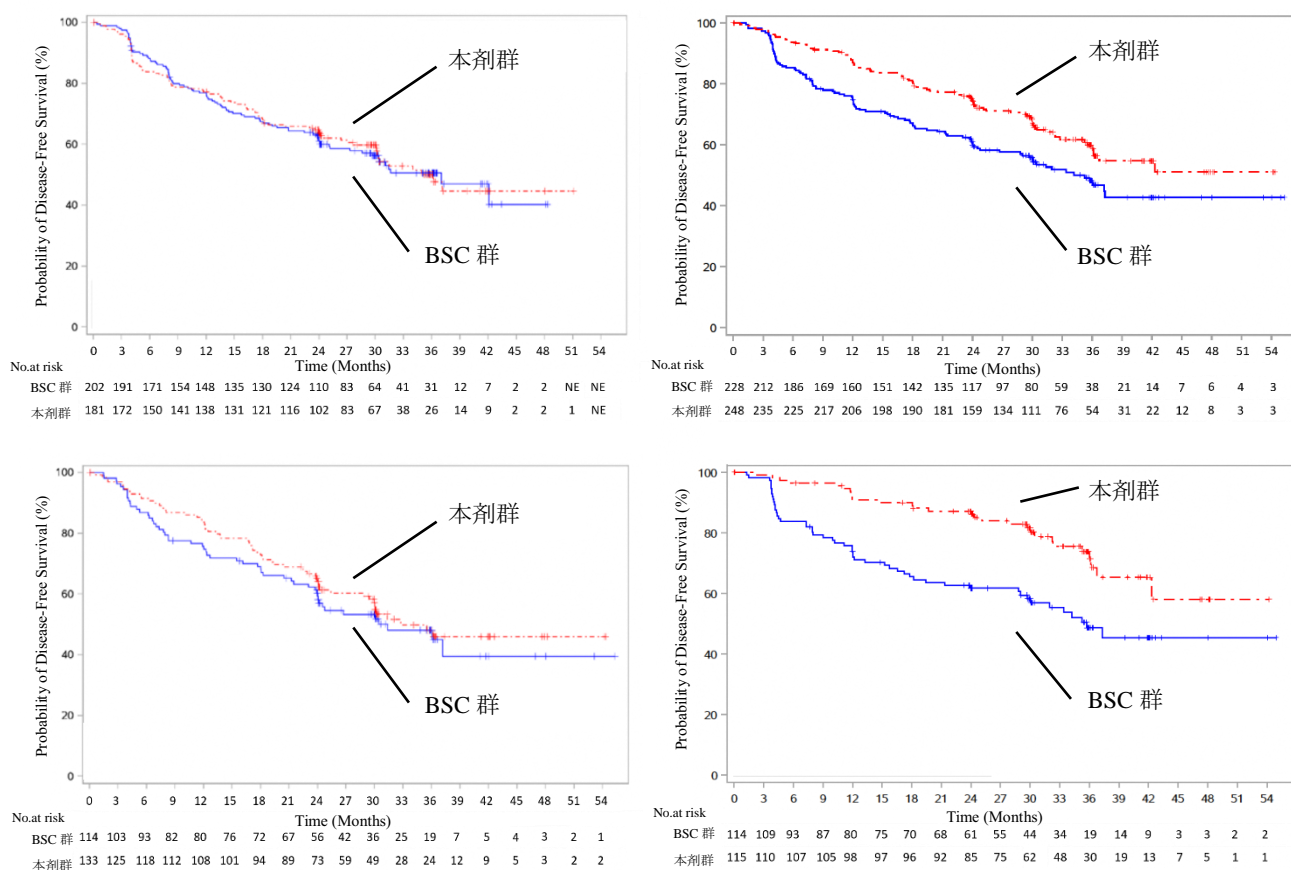 Probability of Disease-Free Survival (%)
100
80
60
40
20
0
本剤群
BSC 群
0 3 6 9 12 15 18 21 24 27 30 33 36 39 42 45 48 51 54
Time (Months)
No.at risk
BSC 群 202 191 171 154 148 135 130 124 110 83 64 41 31 12 7 2 2 NE NE
本剤群 181 172 150 141 138 131 121 116 102 83 67 38 26 14 9 2 2 1 NE
Probability of Disease-Free Survival (%)
100
80
60
40
20
0
本剤群
BSC 群
0 3 6 9 12 15 18 21 24 27 30 33 36 39 42 45 48 51 54
Time (Months)
No.at risk
BSC 群 228 212 186 169 160 151 142 135 117 97 80 59 38 21 14 7 6 4 3
本剤群 248 235 225 217 206 198 190 181 159 134 111 76 54 31 22 12 8 3 3
Probability of Disease-Free Survival (%)
100
80
60
40
20
0
本剤群
BSC 群
0 3 6 9 12 15 18 21 24 27 30 33 36 39 42 45 48 51 54
Time (Months)
No.at risk
BSC 群 114 103 93 82 80 76 72 67 56 42 36 25 19 7 5 4 3 2 1
本剤群 133 125 118 112 108 101 94 89 73 59 49 28 24 12 9 5 3 2 2
Probability of Disease-Free Survival (%)
100
80
60
40
20
0
本剤群
BSC 群
0 3 6 9 12 15 18 21 24 27 30 33 36 39 42 45 48 51 54
Time (Months)
No.at risk
BSC 群 114 109 93 87 80 75 70 68 61 55 44 34 19 14 9 3 3 2 2
本剤群 115 110 107 105 98 97 96 92 85 75 62 48 30 19 13 7 5 1 1